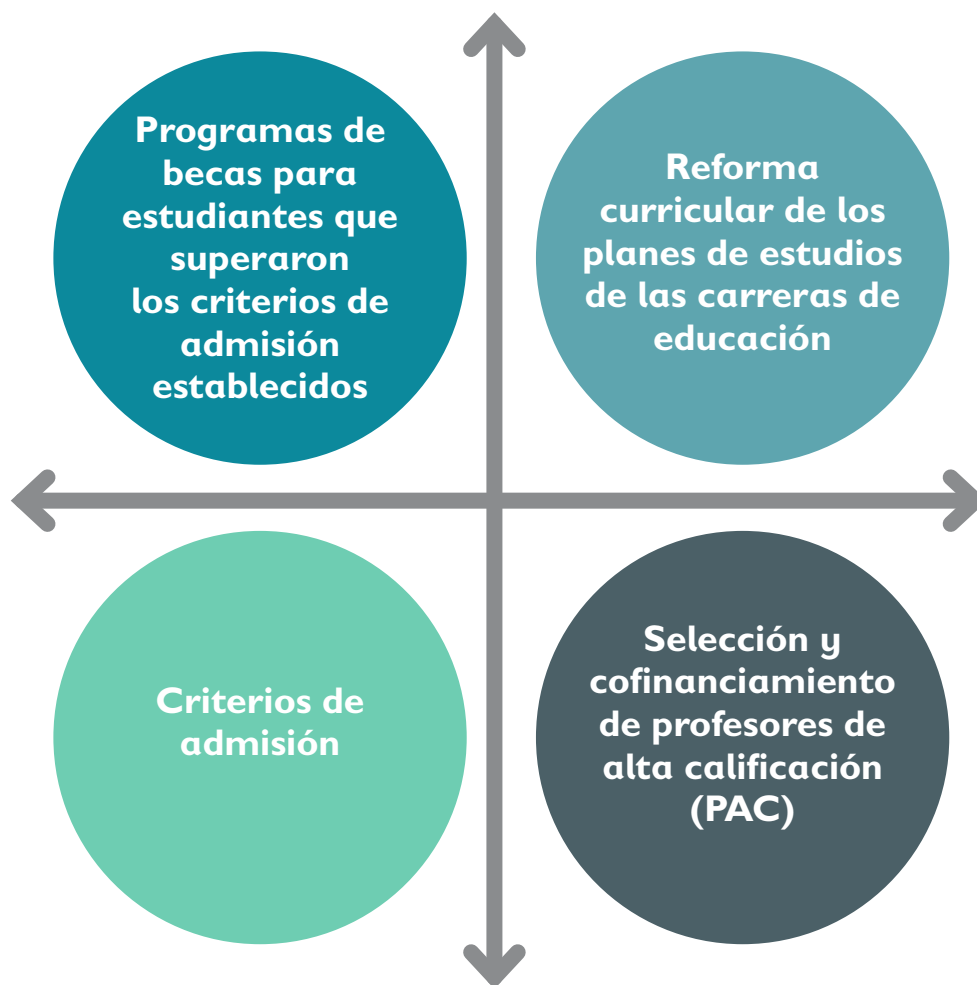 Programas de
becas para
estudiantes que
superaron
los criterios de
admisión
establecidos
Reforma
curricular de los
planes de estudios
de las carreras de
educación
Criterios de
admisión
Selección y
cofinanciamiento
de profesores de
alta calificación
(PAC)